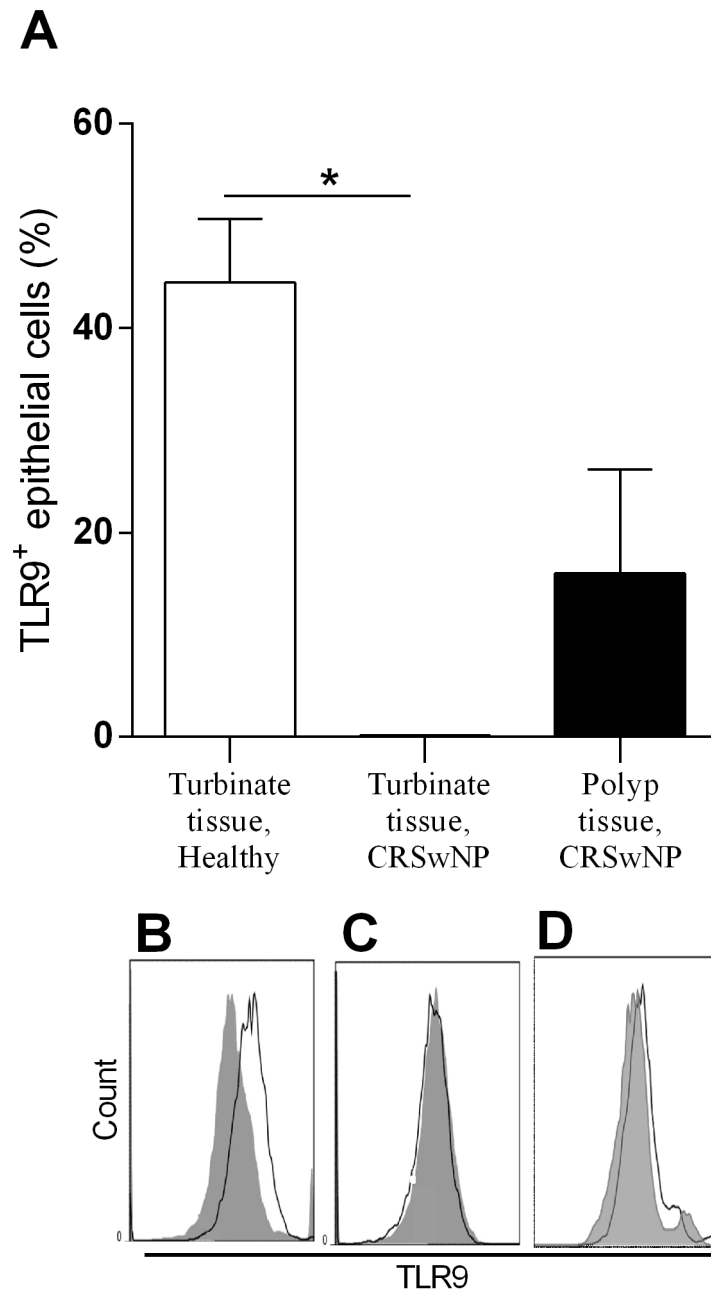 A
60
*
40
20
0
TLR9⁺ epithelial cells (%)
Turbinate
tissue,
Healthy
Turbinate
tissue,
CRSwNP
Polyp
tissue,
CRSwNP
B
C
D
Count
0
0
0
TLR9